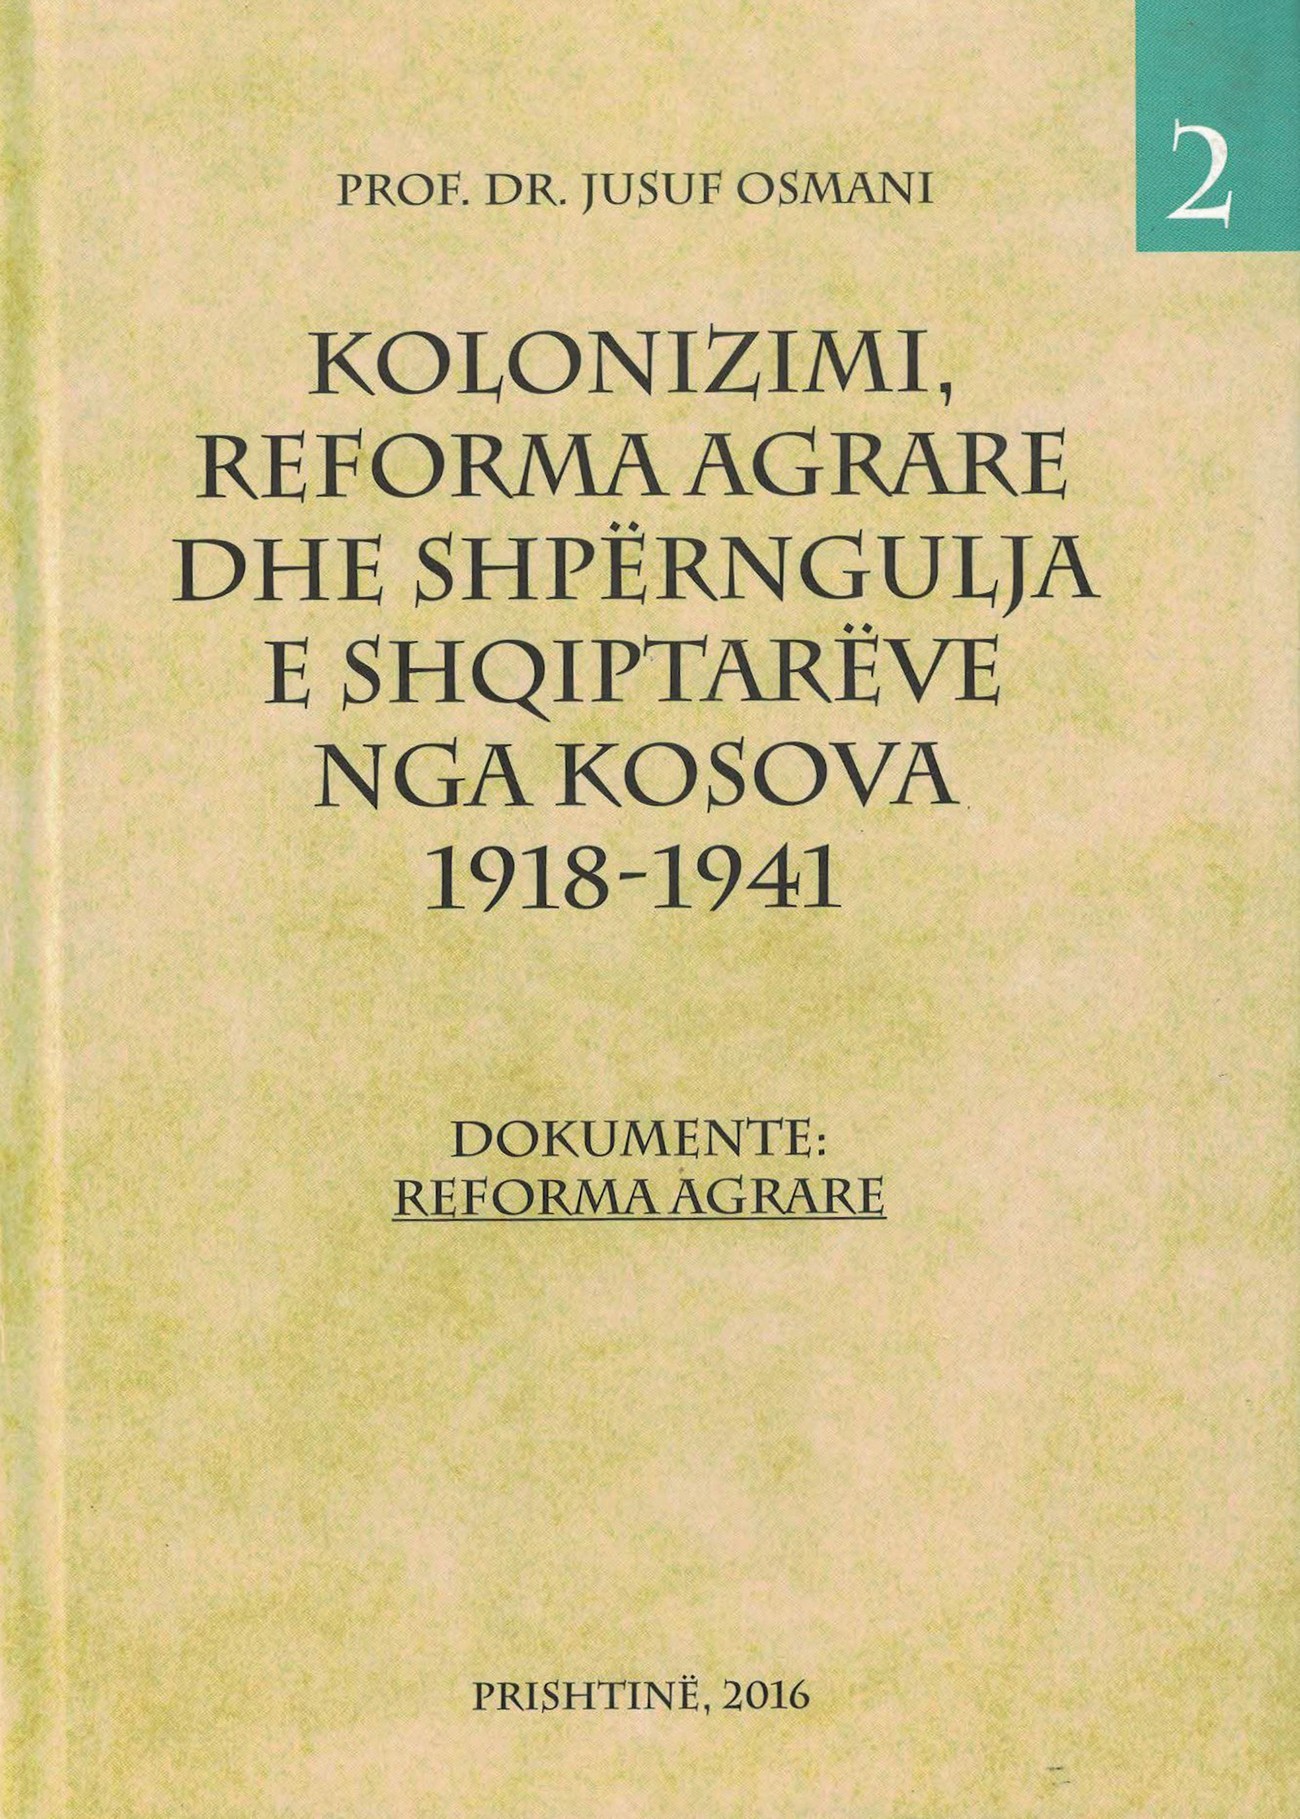 2
PROF. DR. JUSUF OSMANI
KOLONIZIMI,
REFORMA AGRARE
DHE SHPËRNGULJA
E SHQIPTARËVE
NGA KOSOVA
1918-1941
DOKUMENTE:
REFORMA AGRARE
PRISHTINË, 2016